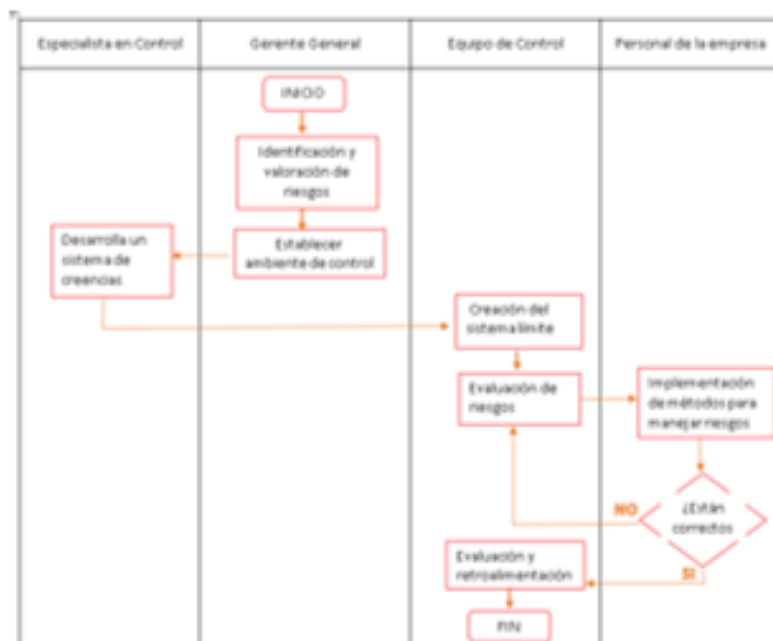 Especialista en Control
Gerente General
Equipo de Control
Personal de la empresa
INICIO
Identificación y
valoración de
riesgos
Establecer
ambiente de control
Desarrolla un
sistema de
creencias
Creación del
sistema límite
Evaluación de
riesgos
Implementación
de métodos para
manejar riesgos
¿Están
correctos
NO
SI
Evaluación y
retroalimentación
FIN